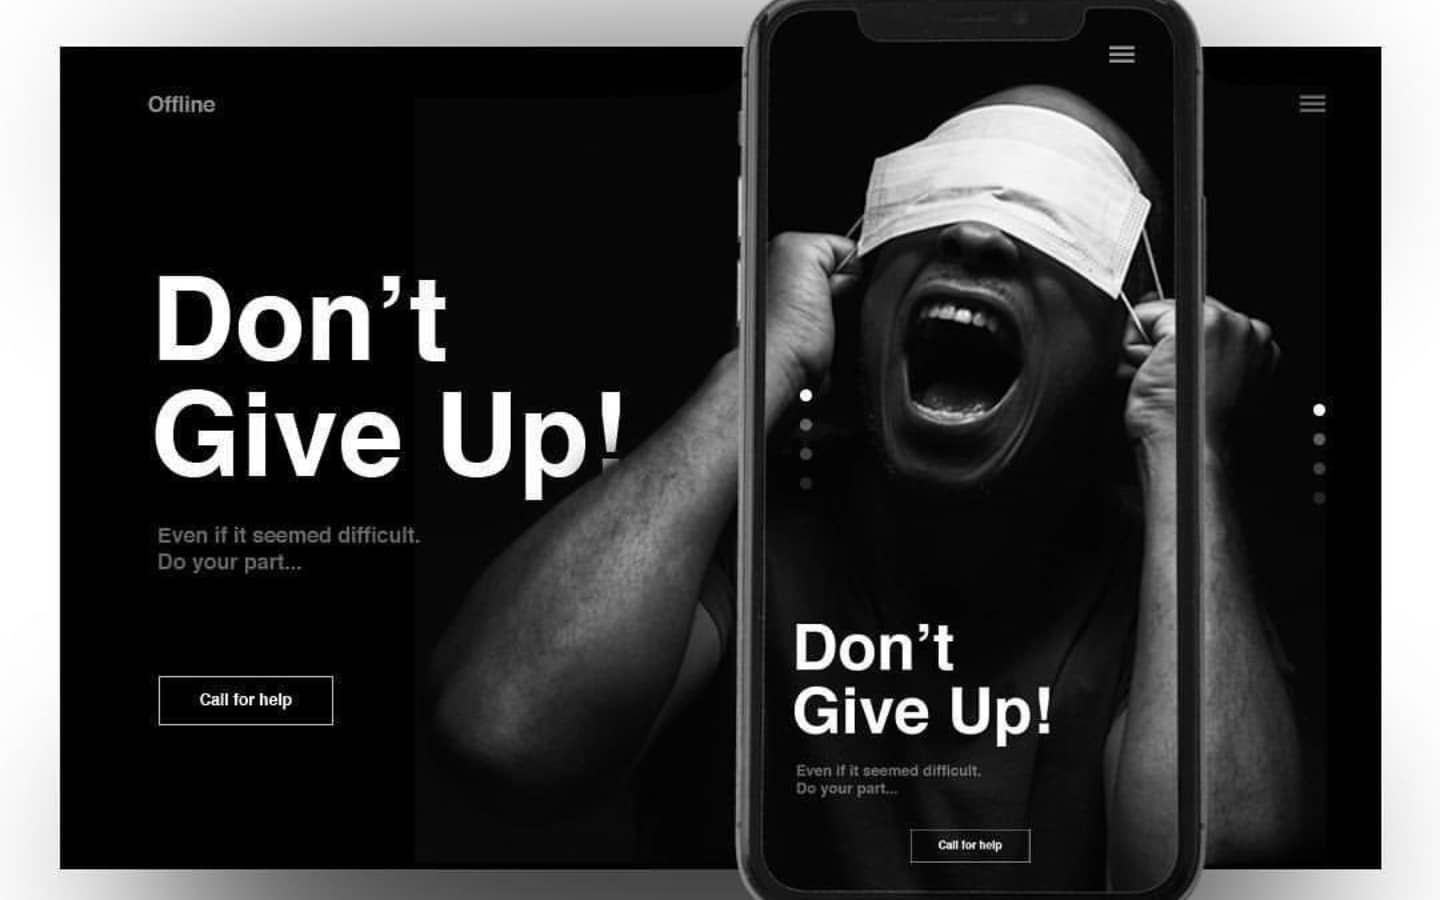 Offline
Don’t
Give Up!
Even if it seemed difficult.
Do your part...
Call for help
Don’t
Give Up!
Even if it seemed difficult.
Do your part...
Call for help